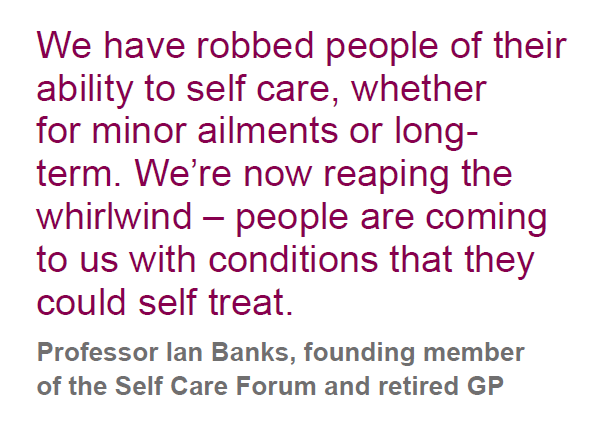 We have robbed people of their
ability to self care, whether
for minor ailments or long-
term. We’re now reaping the
whirlwind – people are coming
to us with conditions that they
could self treat.
Professor Ian Banks, founding member
of the Self Care Forum and retired GP